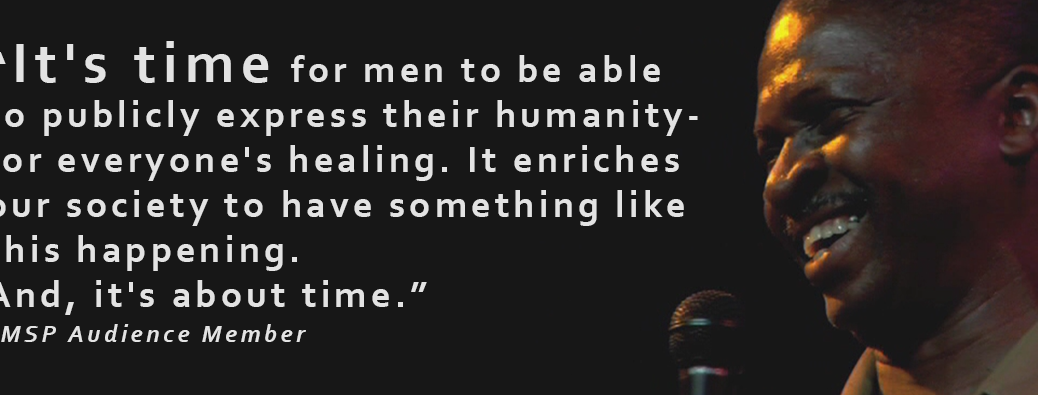 "It's time for men to be able
o publicly express their humanity-
or everyone's healing. It enriches
our society to have something like
his happening.
And, it's about time.”
MSP Audience Member